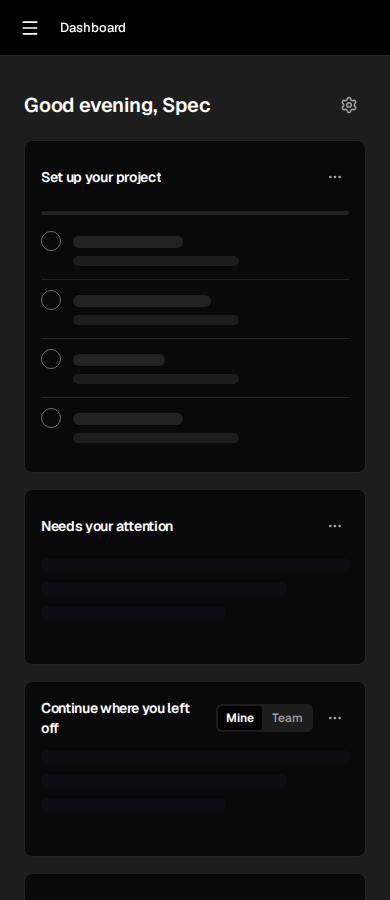 Dashboard
Good evening, Spec
Set up your project
Needs your attention
Continue where you left
off
Mine
Team